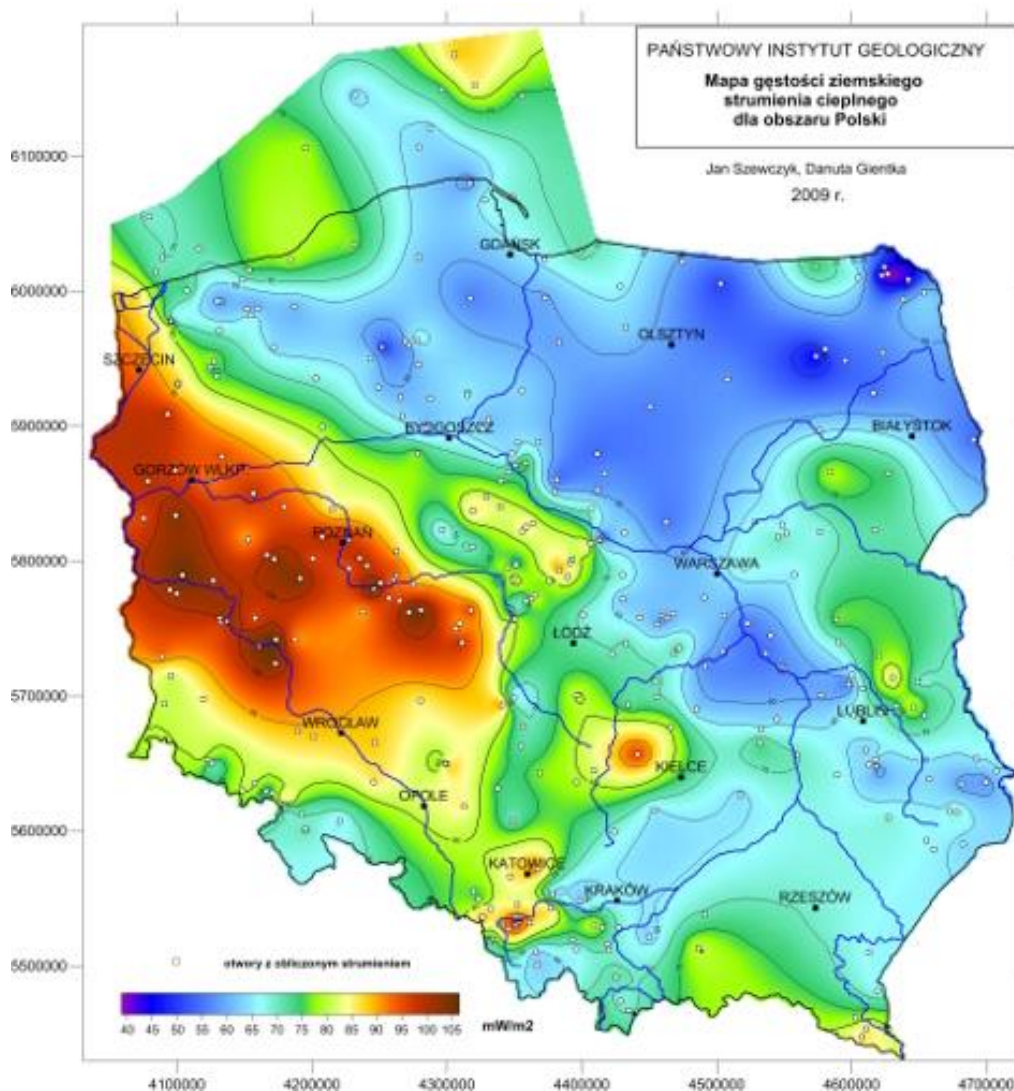 PAŃSTWOWY INSTYTUT GEOLOGICZNY
Mapa gęstości ziemskiego
strumienia cieplnego
dla obszaru Polski
Jan Szewczyk, Danuta Gientka
2009 r.
6100000
GDAŃSK
6000000
OLSZTYN
SZCZECIN
5900000
BYDGOSZCZ
BIAŁYSTOK
GORZÓW WLKP
POZNAŃ
5800000
WARSZAWA
ŁÓDŹ
5700000
LUBLIN
WROCŁAW
KIELCE
OPOLE
5600000
KATOWICE
KRAKÓW
RZESZÓW
5500000
otwory z obliczonym strumieniem
40 45 50 55 60 65 70 75 80 85 90 95 100 105
mW/m2
4100000 4200000 4300000 4400000 4500000 4600000 4700000